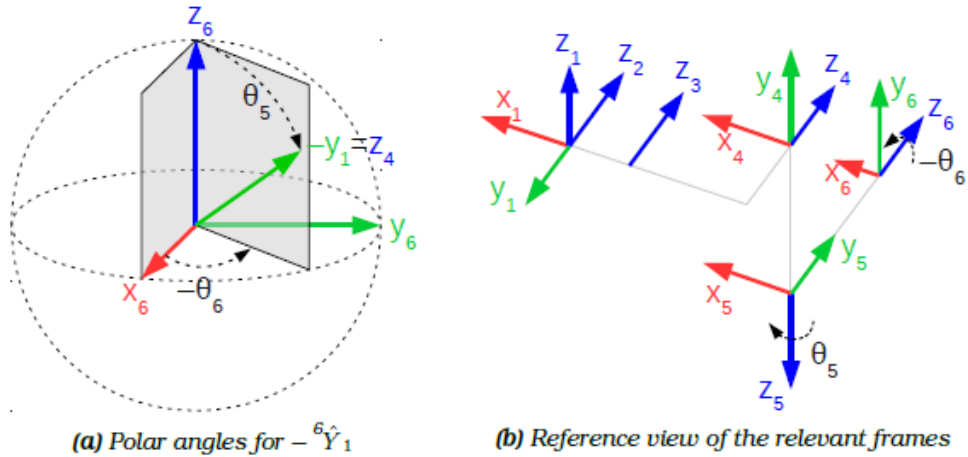 Z₆
θ₅
−y₁=z₄
y₆
x₆
−θ₆
(a) Polar angles for − ⁶Ŷ₁
z₁
z₂
z₃
x₁
y₁
y₄
z₄
x₄
y₆
z₆
−θ₆
x₆
y₅
x₅
θ₅
z₅
(b) Reference view of the relevant frames